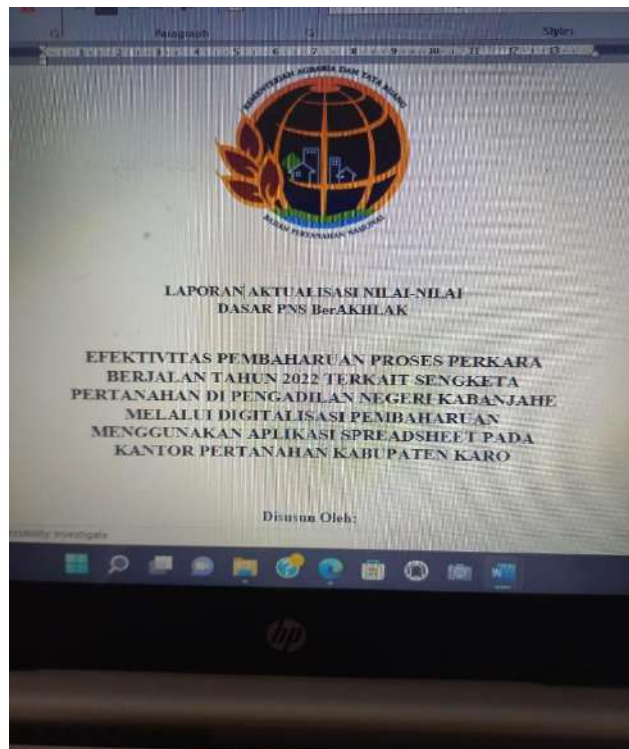 Paragraph
Styles
KEMENTERIAN AGRARIA DAN TATA RUANG
BADAN PERTANAHAN NASIONAL
LAPORAN AKTUALISASI NILAI-NILAI
DASAR PNS BerAKHLAK
EFEKTIVITAS PEMBAHARUAN PROSES PERKARA
BERJALAN TAHUN 2022 TERKAIT SENGKETA
PERTANAHAN DI PENGADILAN NEGERI KABANJAHE
MELALUI DIGITALISASI PEMBAHARUAN
MENGGUNAKAN APLIKASI SPREADSHEET PADA
KANTOR PERTANAHAN KABUPATEN KARO
Disusun Oleh:
Investigate
hp